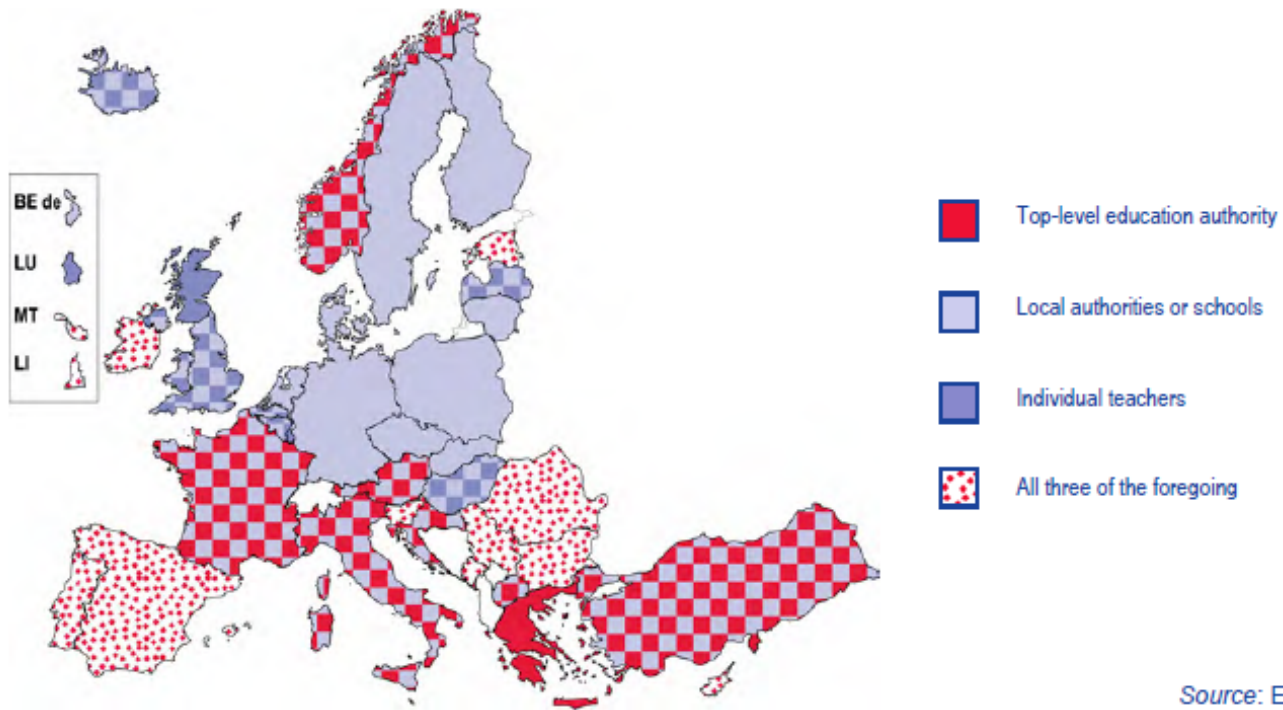 BE de
LU
MT
LI
Top-level education authority
Local authorities or schools
Individual teachers
All three of the foregoing
Source: E